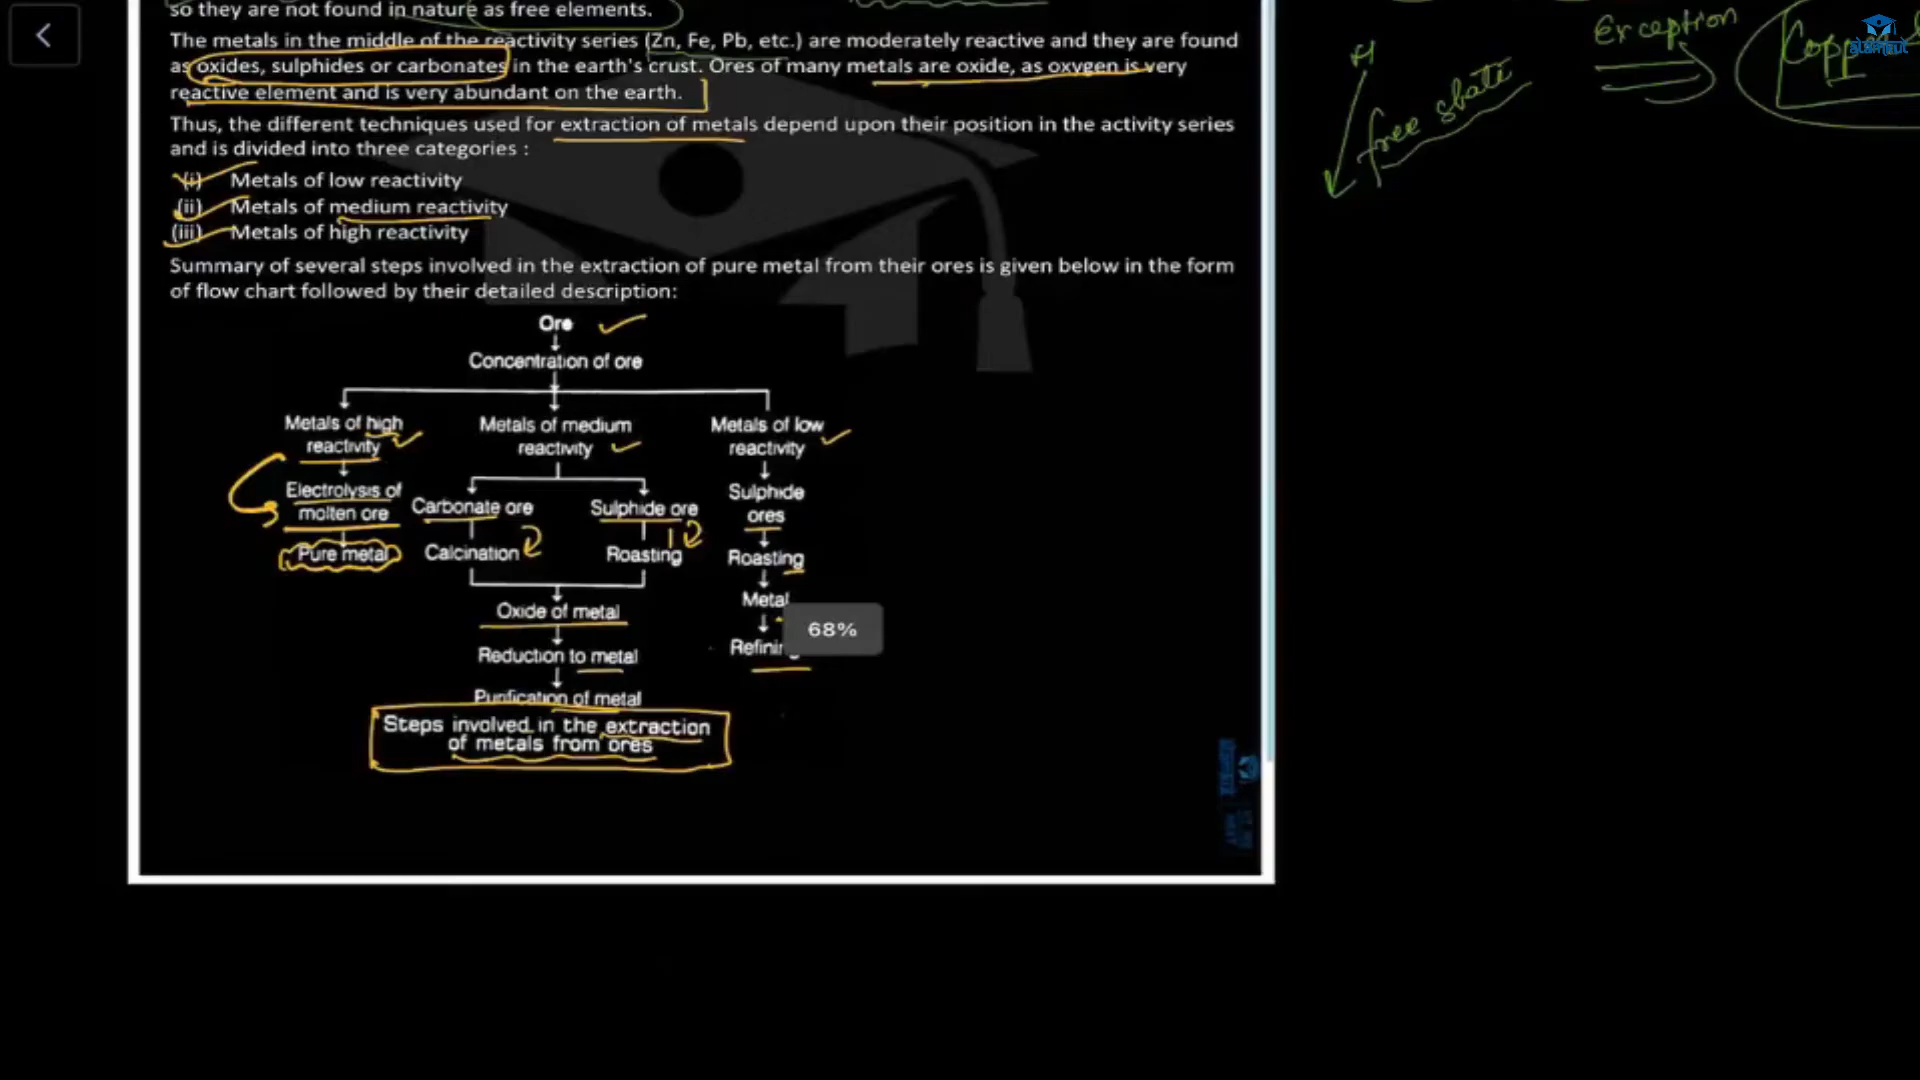 so they are not found in nature as free elements.
The metals in the middle of the reactivity series (Zn, Fe, Pb, etc.) are moderately reactive and they are found
as oxides, sulphides or carbonates in the earth's crust. Ores of many metals are oxide, as oxygen is very
reactive element and is very abundant on the earth.
Thus, the different techniques used for extraction of metals depend upon their position in the activity series
and is divided into three categories :
(i) Metals of low reactivity
(ii) Metals of medium reactivity
(iii) Metals of high reactivity
Summary of several steps involved in the extraction of pure metal from their ores is given below in the form
of flow chart followed by their detailed description:
Ore
Concentration of ore
Metals of high
reactivity
Electrolysis of
molten ore
Pure metal
Metals of medium
reactivity
Carbonate ore
Calcination
Sulphide ore
Roasting
Oxide of metal
Reduction to metal
Purification of metal
Metals of low
reactivity
Sulphide
ores
Roasting
Metal
68%
Steps involved in the extraction
of metals from ores
H
free state
Exception